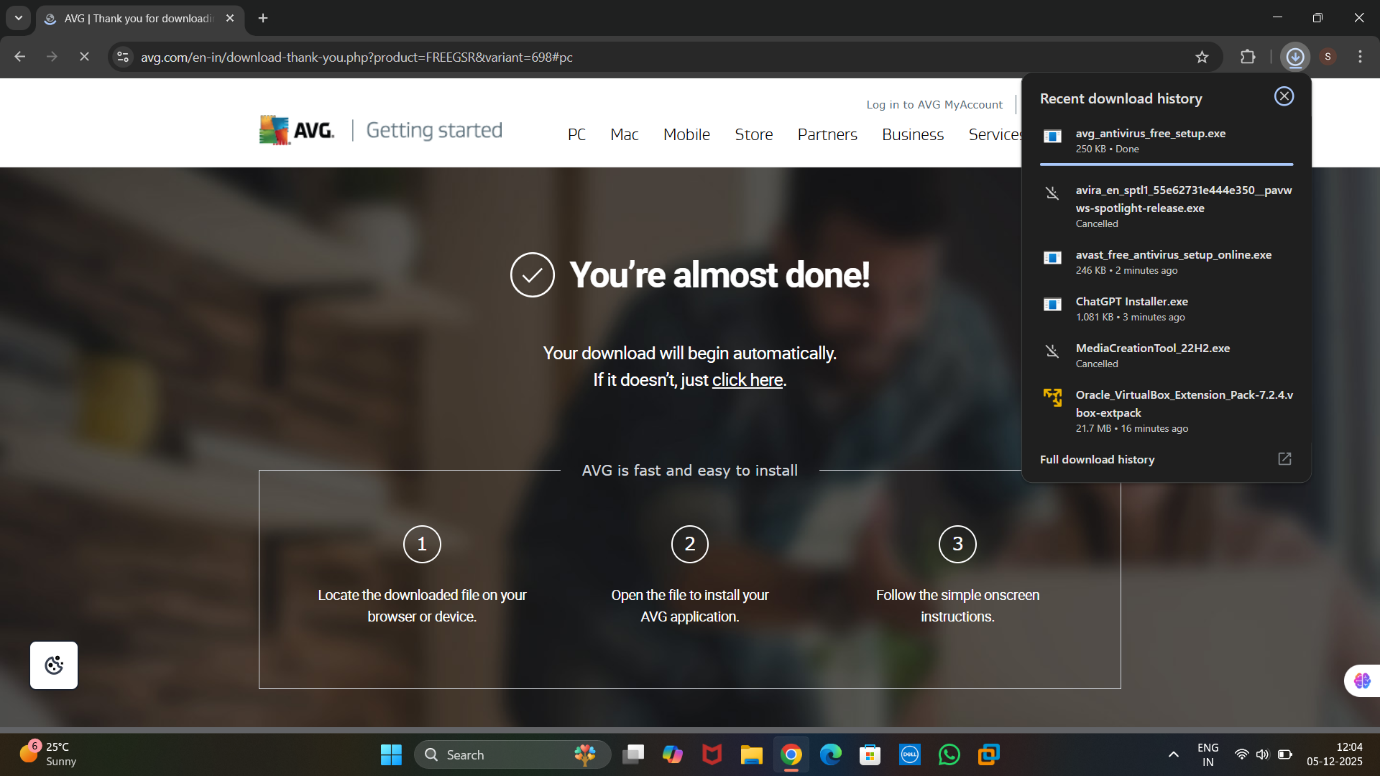 AVG | Thank you for downloadin
avg.com/en-in/download-thank-you.php?product=FREEGSR&variant=698#pc
S
Log in to AVG MyAccount
AVG. | Getting started
PC Mac Mobile Store Partners Business Services
Recent download history
avg_antivirus_free_setup.exe
250 KB • Done
avira_en_sptl1_55e62731e444e350__pavw
ws-spotlight-release.exe
Cancelled
avast_free_antivirus_setup_online.exe
246 KB • 2 minutes ago
ChatGPT Installer.exe
1,081 KB • 3 minutes ago
MediaCreationTool_22H2.exe
Cancelled
Oracle_VirtualBox_Extension_Pack-7.2.4.v
box-extpack
21.7 MB • 16 minutes ago
Full download history
You’re almost done!
Your download will begin automatically.
If it doesn’t, just click here.
AVG is fast and easy to install
1
Locate the downloaded file on your
browser or device.
2
Open the file to install your
AVG application.
3
Follow the simple onscreen
instructions.
6
25°C
Sunny
Search
DELL
ENG
IN
12:04
05-12-2025